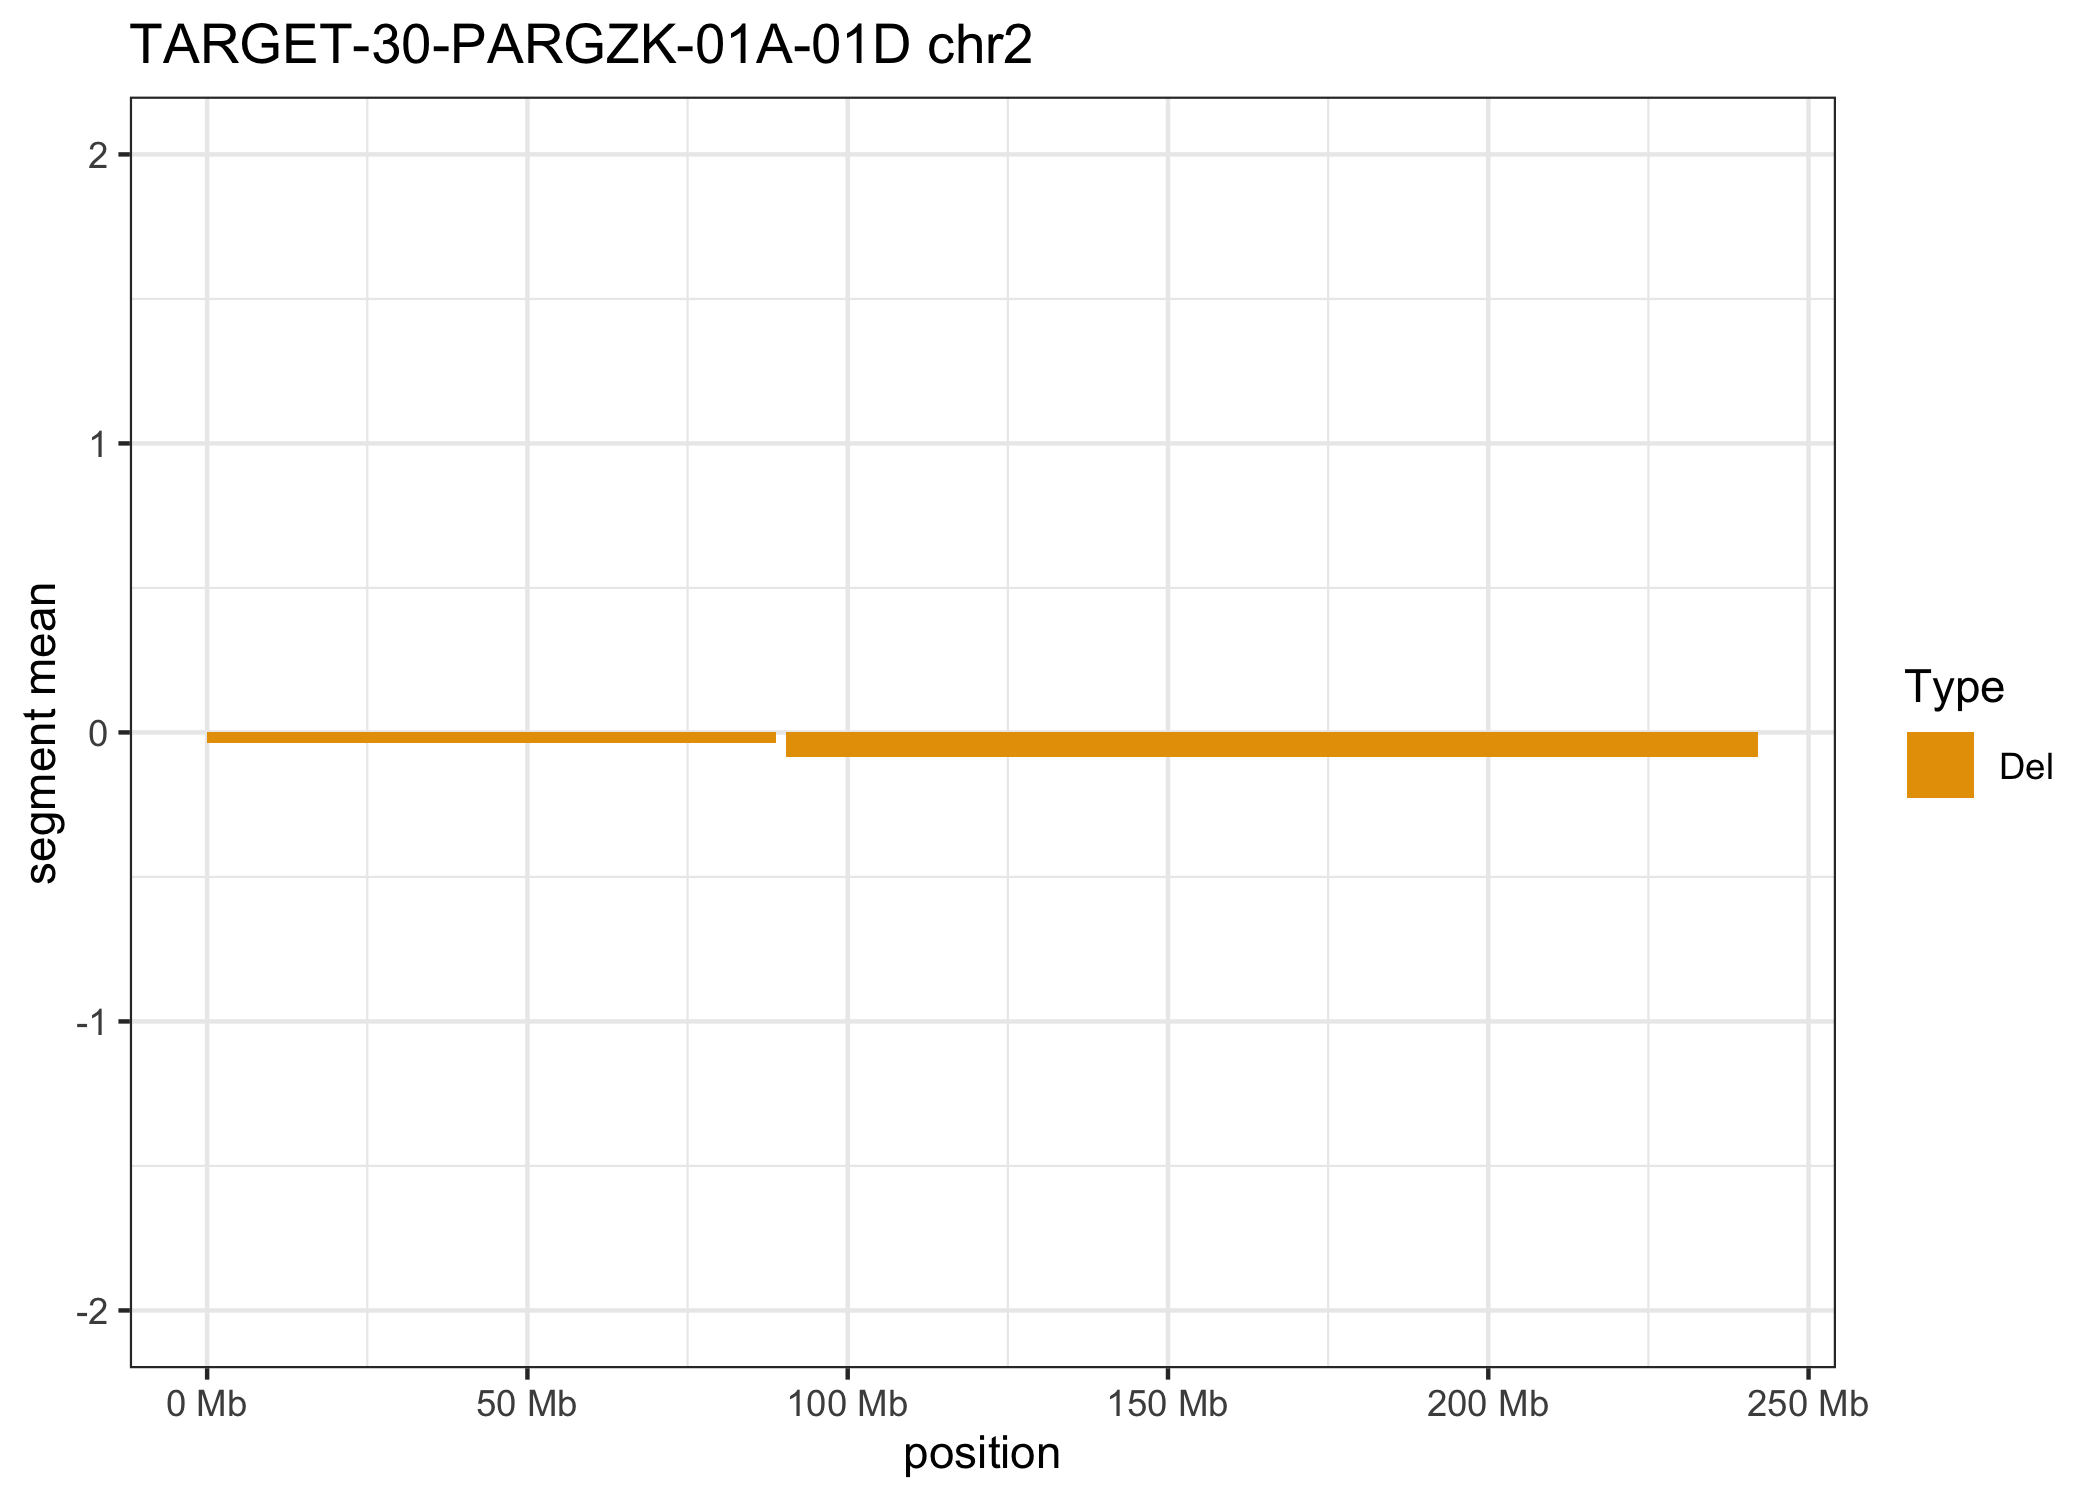 TARGET-30-PARGZK-01A-01D chr2
2
1
0
-1
-2
segment mean
0 Mb 50 Mb 100 Mb 150 Mb 200 Mb 250 Mb
position
Type
Del